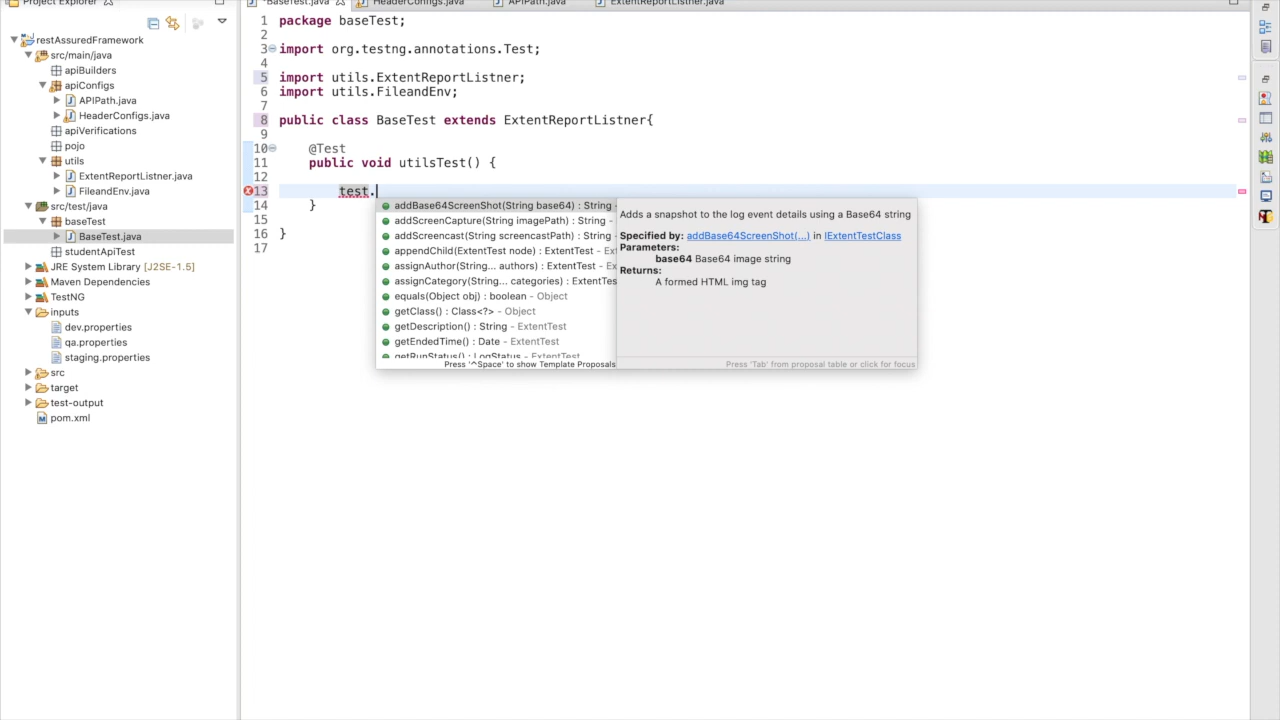 Project Explorer
*BaseTest.java
HeaderConfigs.java
APIPath.java
ExtentReportListner.java
restAssuredFramework
src/main/java
apiBuilders
apiConfigs
APIPath.java
HeaderConfigs.java
apiVerifications
pojo
utils
ExtentReportListner.java
FileandEnv.java
src/test/java
baseTest
BaseTest.java
studentApiTest
JRE System Library [J2SE-1.5]
Maven Dependencies
TestNG
inputs
dev.properties
qa.properties
staging.properties
src
target
test-output
pom.xml
1 package baseTest;
2
3 import org.testng.annotations.Test;
4
5 import utils.ExtentReportListner;
6 import utils.FileandEnv;
7
8 public class BaseTest extends ExtentReportListner{
9
10 @Test
11 public void utilsTest() {
12
13 test.
14 }
15
16 }
17
addBase64ScreenShot(String base64) : String -
addScreenCapture(String imagePath) : String -
addScreencast(String screencastPath) : String -
appendChild(ExtentTest node) : ExtentTest - Ext
assignAuthor(String... authors) : ExtentTest - Ex
assignCategory(String... categories) : ExtentTes
equals(Object obj) : boolean - Object
getClass() : Class<?> - Object
getDescription() : String - ExtentTest
getEndedTime() : Date - ExtentTest
getRunStatus() : LogStatus - ExtentTest
Press '^Space' to show Template Proposals
Adds a snapshot to the log event details using a Base64 string
Specified by: addBase64ScreenShot(...) in IExtentTestClass
Parameters:
base64 Base64 image string
Returns:
A formed HTML img tag
Press 'Tab' from proposal table or click for focus